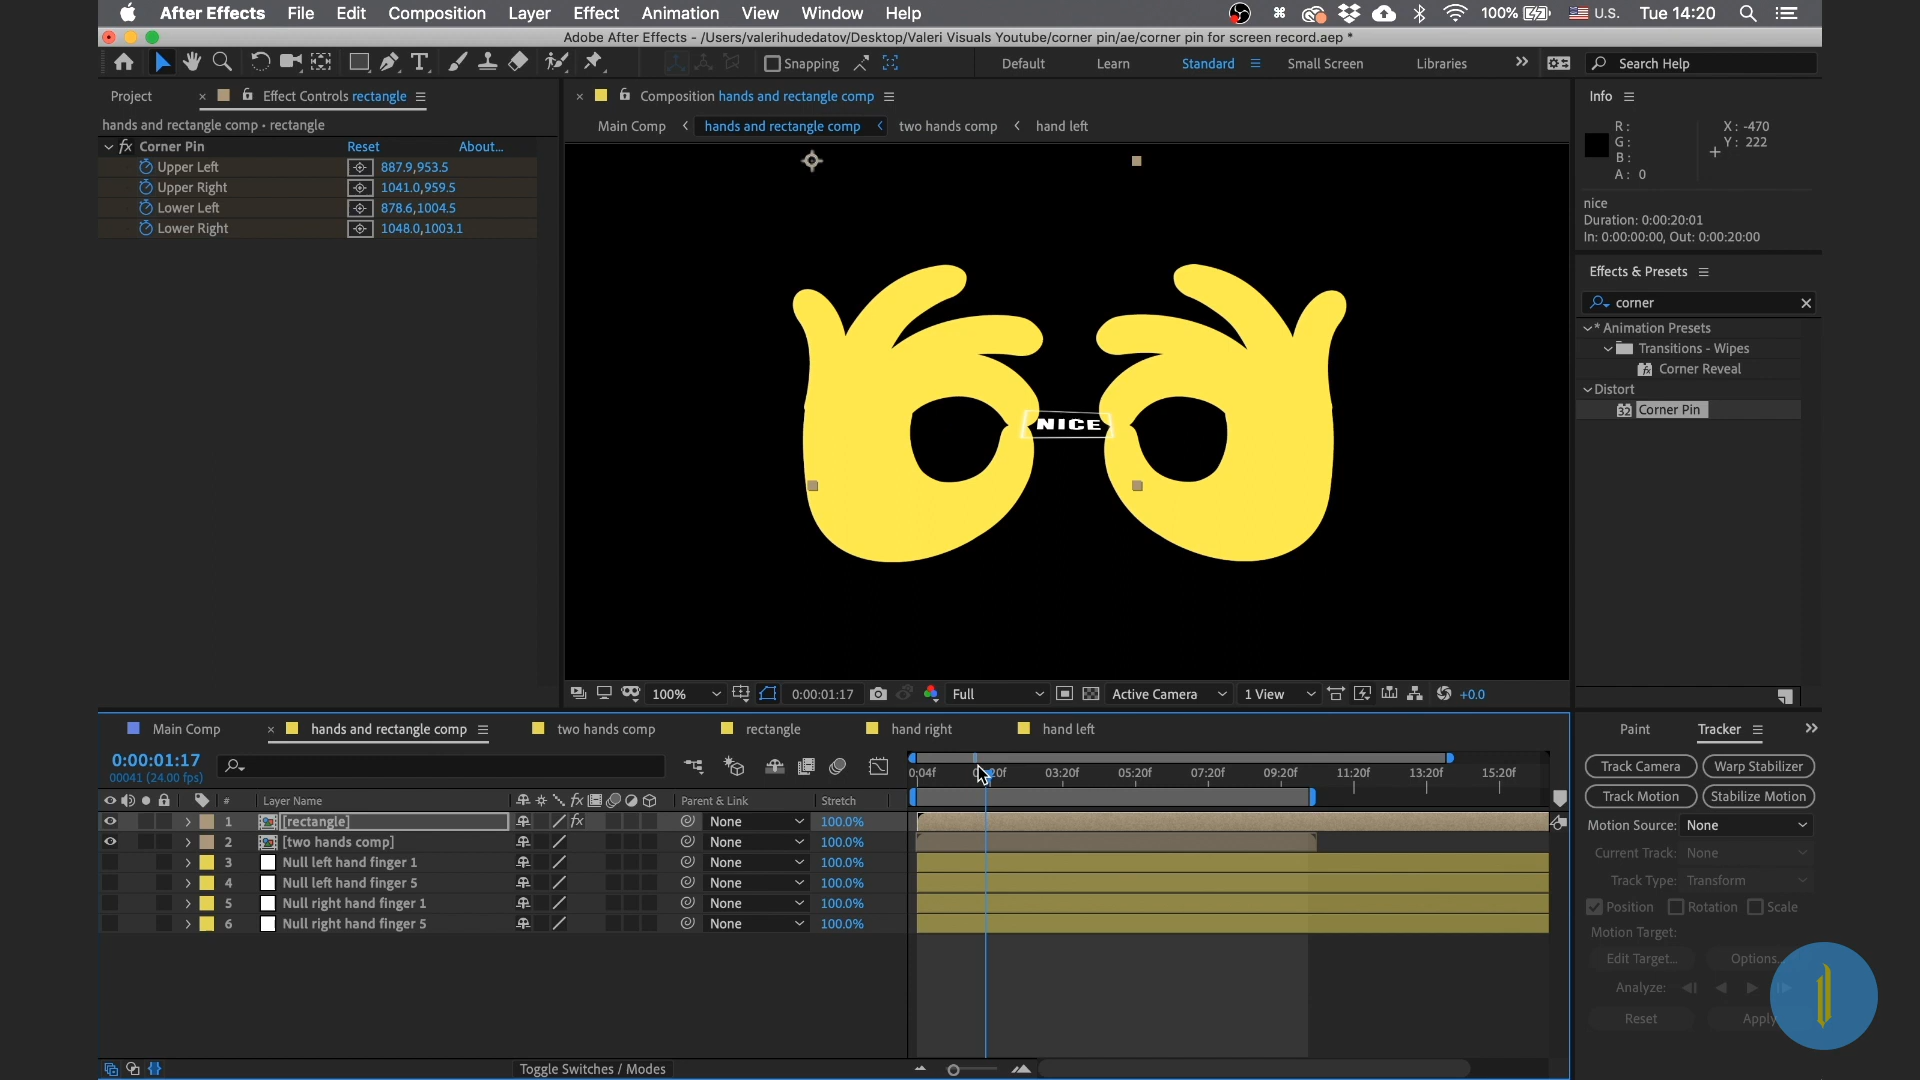 After Effects File Edit Composition Layer Effect Animation View Window Help 100% U.S. Tue 14:20
Adobe After Effects - /Users/valerihudedatov/Desktop/Valeri Visuals Youtube/corner pin/ae/corner pin for screen record.aep *
Snapping Default Learn Standard Small Screen Libraries Search Help
Project Effect Controls rectangle
hands and rectangle comp • rectangle
fx Corner Pin Reset About...
Upper Left 887.9,953.5
Upper Right 1041.0,959.5
Lower Left 878.6,1004.5
Lower Right 1048.0,1003.1
Composition hands and rectangle comp
Main Comp hands and rectangle comp two hands comp hand left
NICE
100% 0:00:01:17 Full Active Camera 1 View +0.0
Info
R: X: -470
G: Y: 222
B:
A: 0
nice
Duration: 0:00:20:01
In: 0:00:00:00, Out: 0:00:20:00
Effects & Presets
corner
* Animation Presets
Transitions - Wipes
Corner Reveal
Distort
32 Corner Pin
Main Comp hands and rectangle comp two hands comp rectangle hand right hand left
0:00:01:17
00041 (24.00 fps)
0:04f 20f 03:20f 05:20f 07:20f 09:20f 11:20f 13:20f 15:20f
# Layer Name fx Parent & Link Stretch
1 [rectangle] fx None 100.0%
2 [two hands comp] None 100.0%
3 Null left hand finger 1 None 100.0%
4 Null left hand finger 5 None 100.0%
5 Null right hand finger 1 None 100.0%
6 Null right hand finger 5 None 100.0%
Toggle Switches / Modes
Paint Tracker
Track Camera Warp Stabilizer
Track Motion Stabilize Motion
Motion Source: None
Current Track: None
Track Type: Transform
Position Rotation Scale
Motion Target:
Edit Target... Options...
Analyze:
Reset Apply